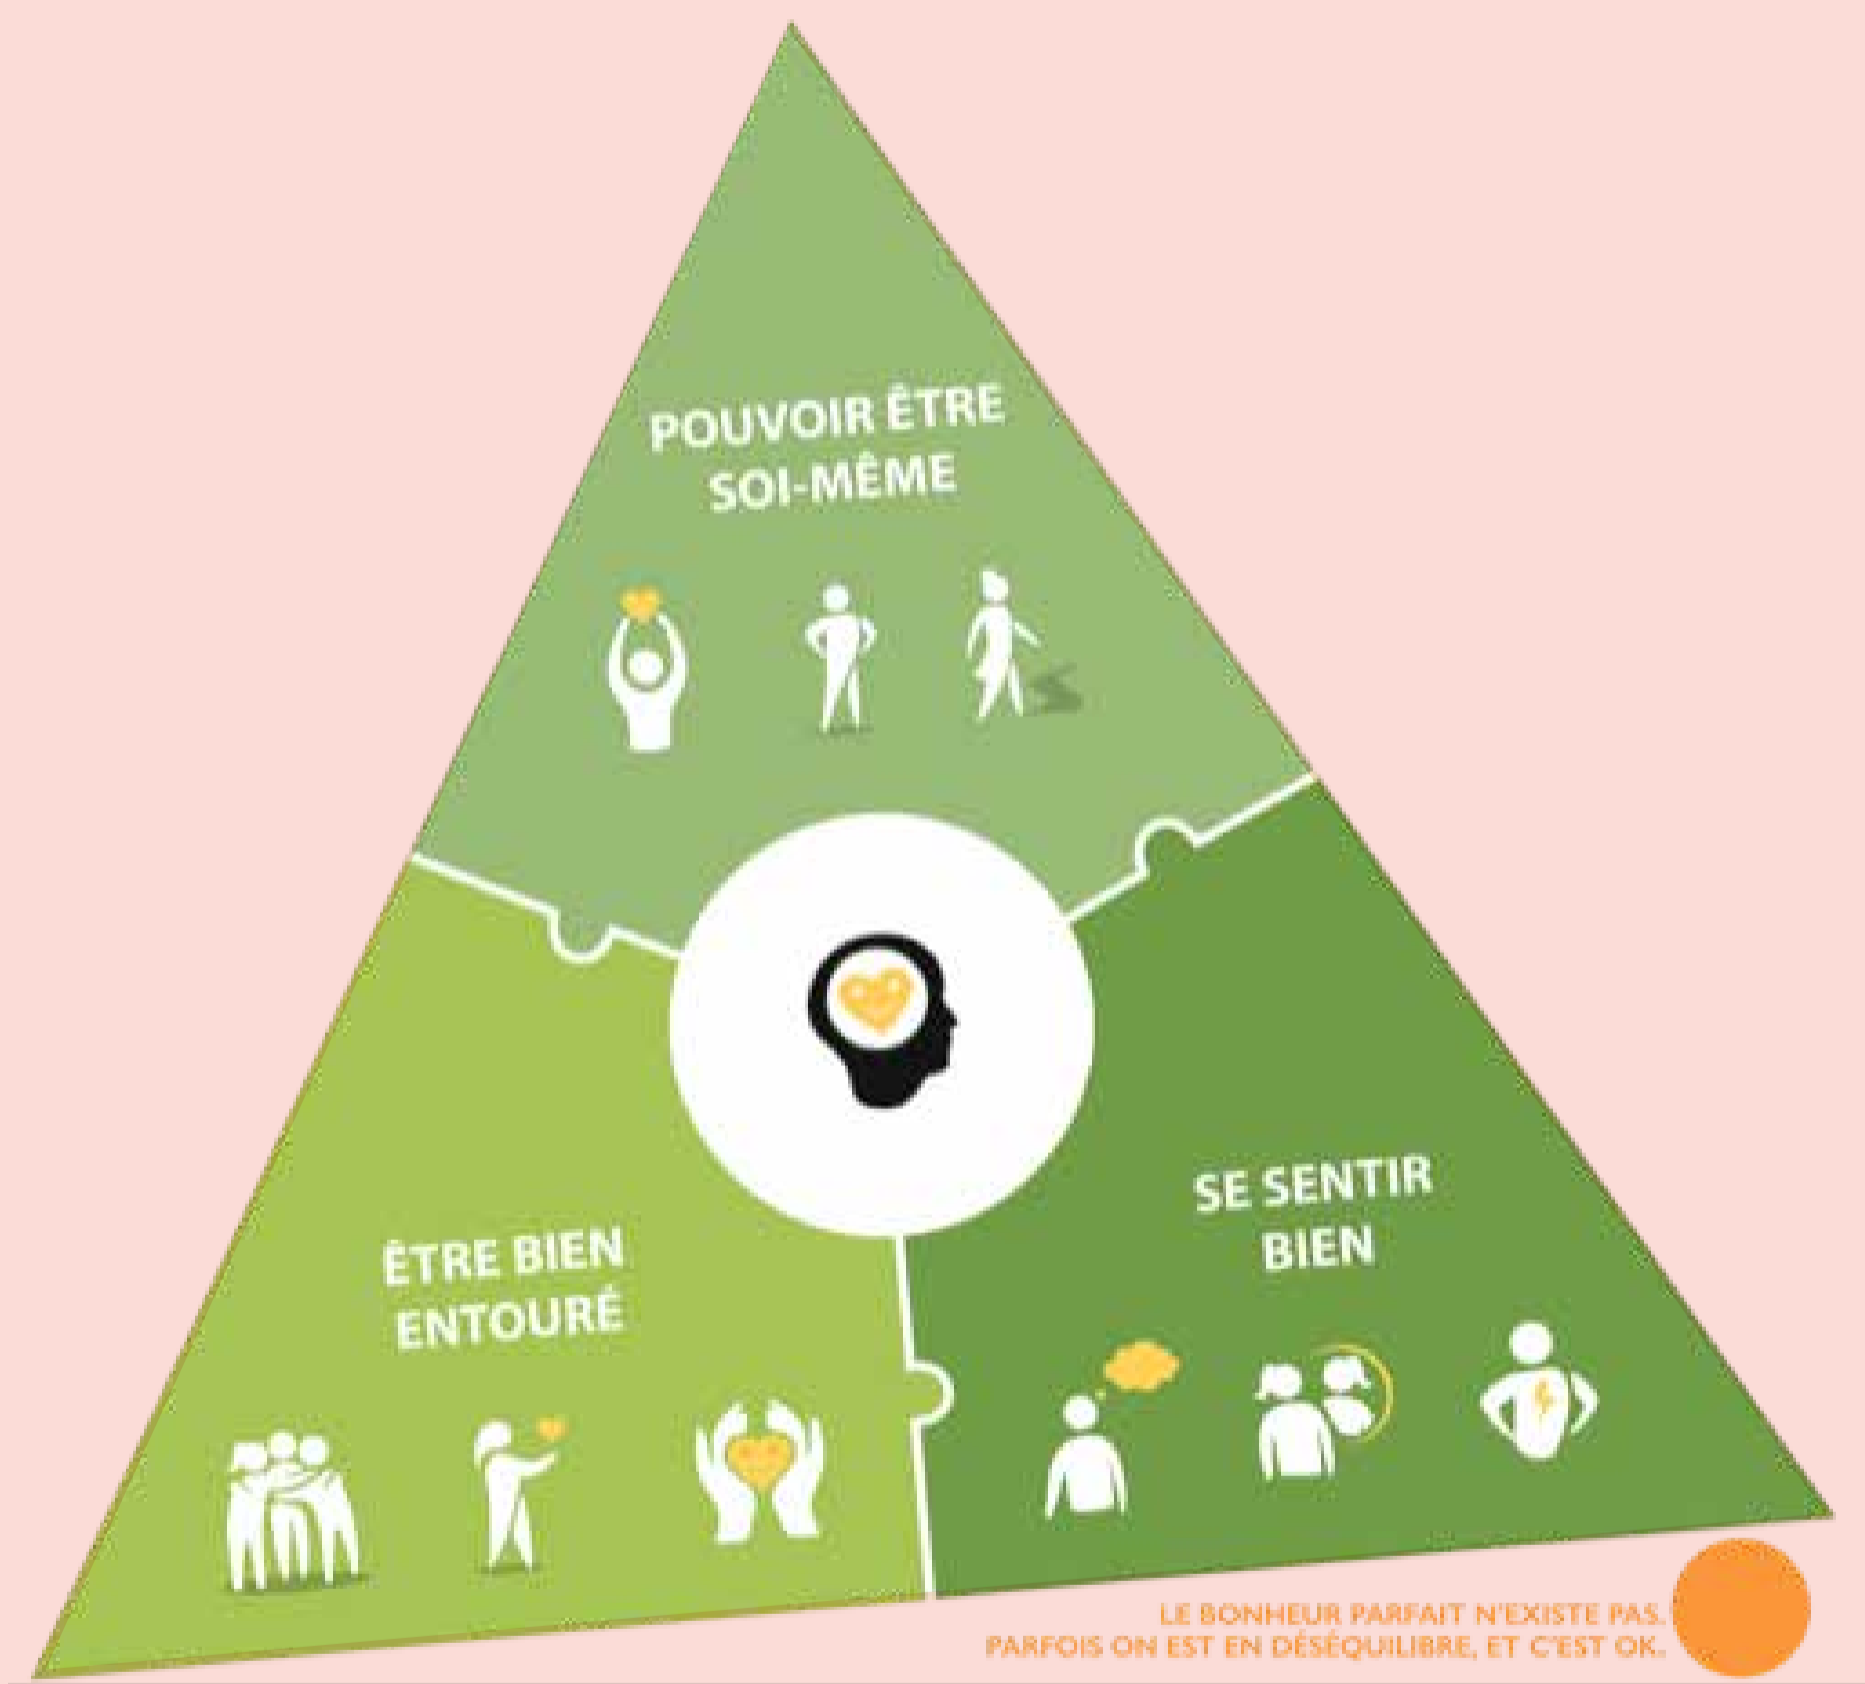 POUVOIR ÊTRE
SOI-MÊME
ÊTRE BIEN
ENTOURÉ
SE SENTIR
BIEN
LE BONHEUR PARFAIT N'EXISTE PAS.
PARFOIS ON EST EN DÉSÉQUILIBRE, ET C'EST OK.